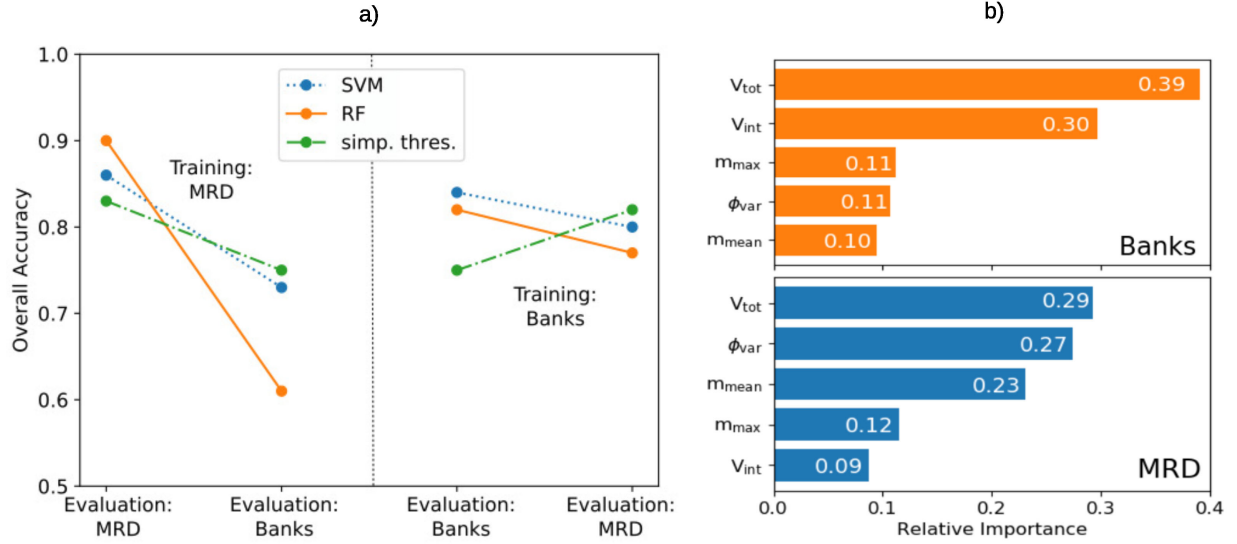 a)
1.0
0.9
0.8
0.7
0.6
0.5
Overall Accuracy
SVM
RF
simp. thres.
Training:
MRD
Training:
Banks
Evaluation:
MRD
Evaluation:
Banks
Evaluation:
Banks
Evaluation:
MRD
b)
V_tot 0.39
V_int 0.30
m_max 0.11
ϕ_var 0.11
m_mean 0.10
Banks
V_tot 0.29
ϕ_var 0.27
m_mean 0.23
m_max 0.12
V_int 0.09
MRD
0.0 0.1 0.2 0.3 0.4
Relative Importance